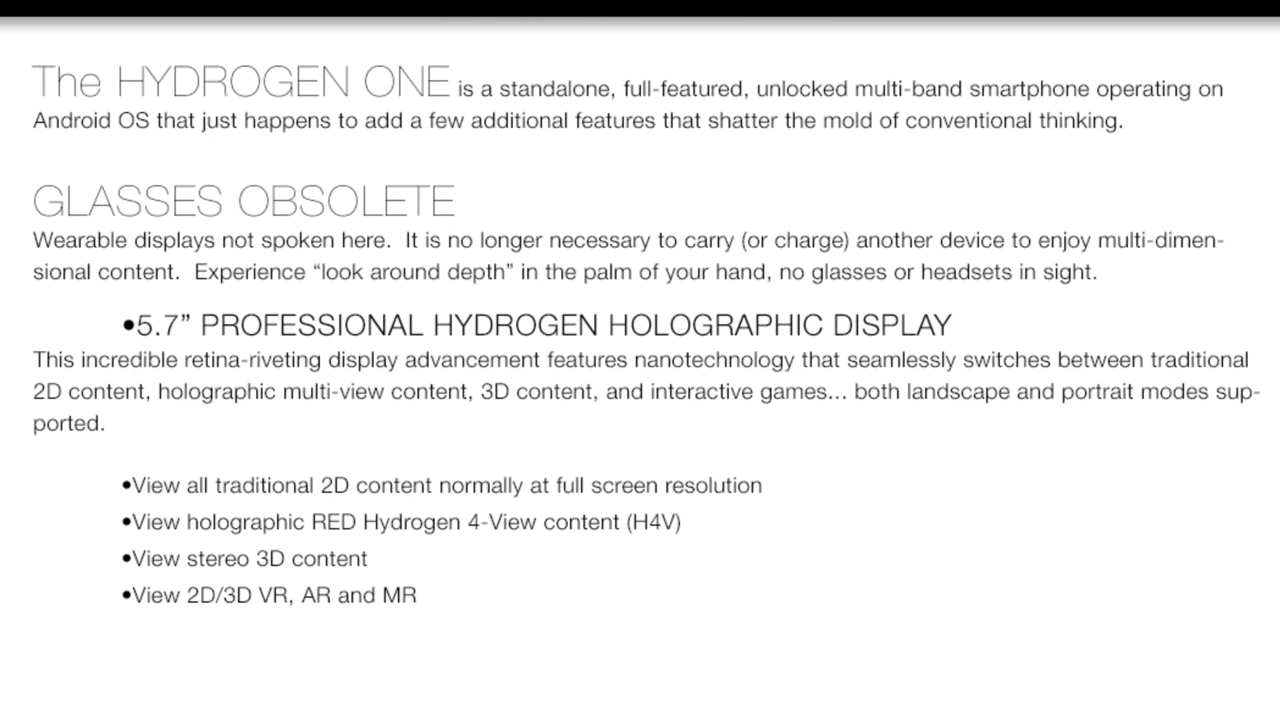 The HYDROGEN ONE is a standalone, full-featured, unlocked multi-band smartphone operating on
Android OS that just happens to add a few additional features that shatter the mold of conventional thinking.
GLASSES OBSOLETE
Wearable displays not spoken here.  It is no longer necessary to carry (or charge) another device to enjoy multi-dimen-
sional content.  Experience “look around depth” in the palm of your hand, no glasses or headsets in sight.
•5.7” PROFESSIONAL HYDROGEN HOLOGRAPHIC DISPLAY
This incredible retina-riveting display advancement features nanotechnology that seamlessly switches between traditional
2D content, holographic multi-view content, 3D content, and interactive games... both landscape and portrait modes sup-
ported.
•View all traditional 2D content normally at full screen resolution
•View holographic RED Hydrogen 4-View content (H4V)
•View stereo 3D content
•View 2D/3D VR, AR and MR